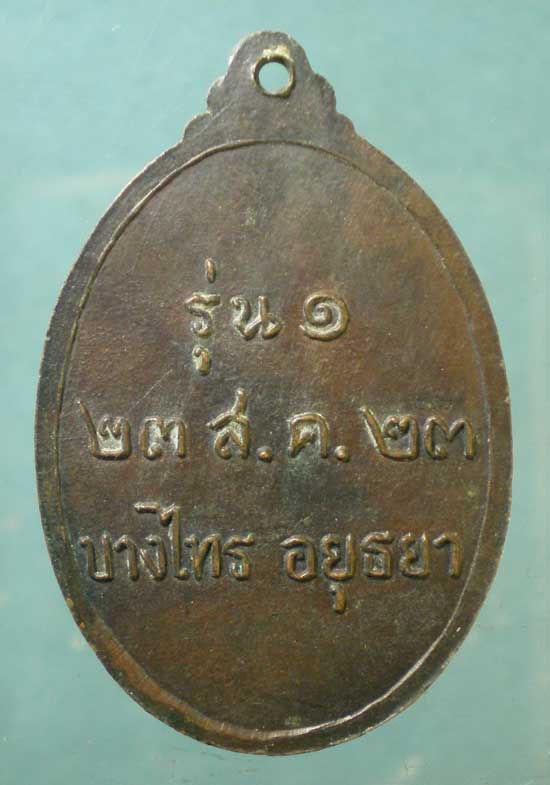 รุ่น ๑
๒๓ ส.ค. ๒๓
บางไทร อยุธยา